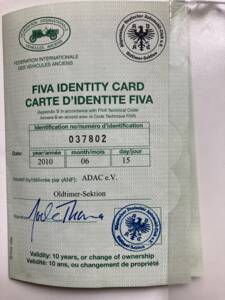 FEDERATION INTERNATIONALE
DES VEHICULES ANCIENS
FIVA IDENTITY CARD
CARTE D'IDENTITE FIVA
Identification no/numéro d'identification
037802
Date: year/année month/mois day/jour
2010 06 15
Issued by/délivrée par (ANF): ADAC e.V.
Oldtimer-Sektion
Signature
Validity: 10 years, or change of ownership
Validité: 10 ans, ou changement de propriété